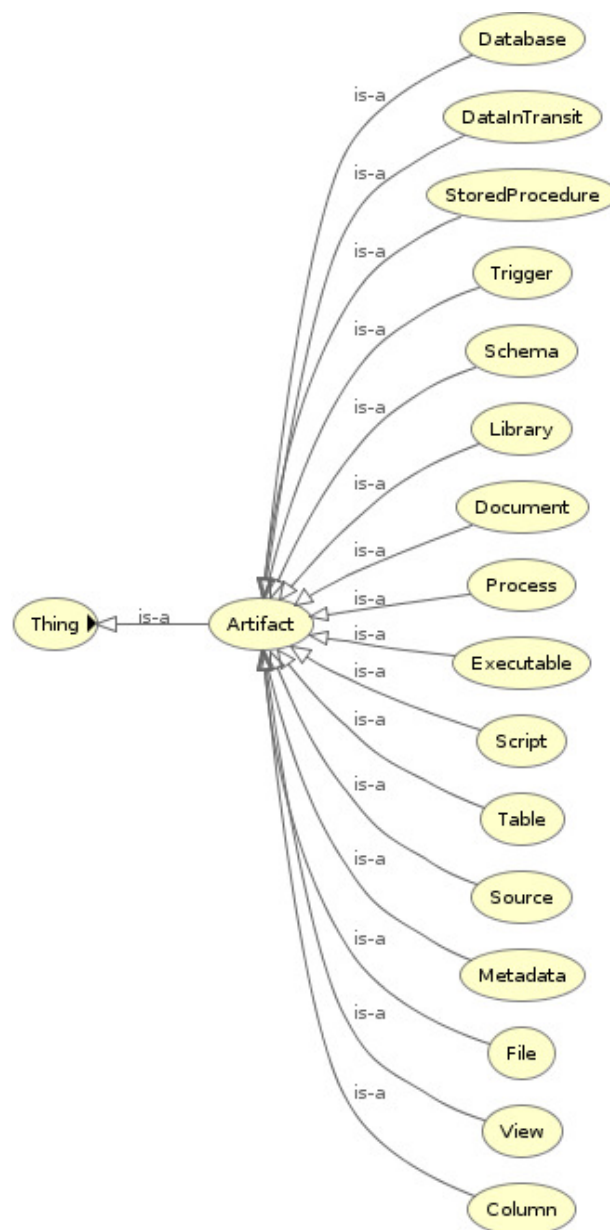 Database
is-a
DataInTransit
is-a
StoredProcedure
is-a
Trigger
is-a
Schema
is-a
Library
is-a
Document
is-a
Process
is-a
Thing
is-a
Artifact
is-a
Executable
is-a
Script
is-a
Table
is-a
Source
is-a
Metadata
is-a
File
is-a
View
is-a
Column